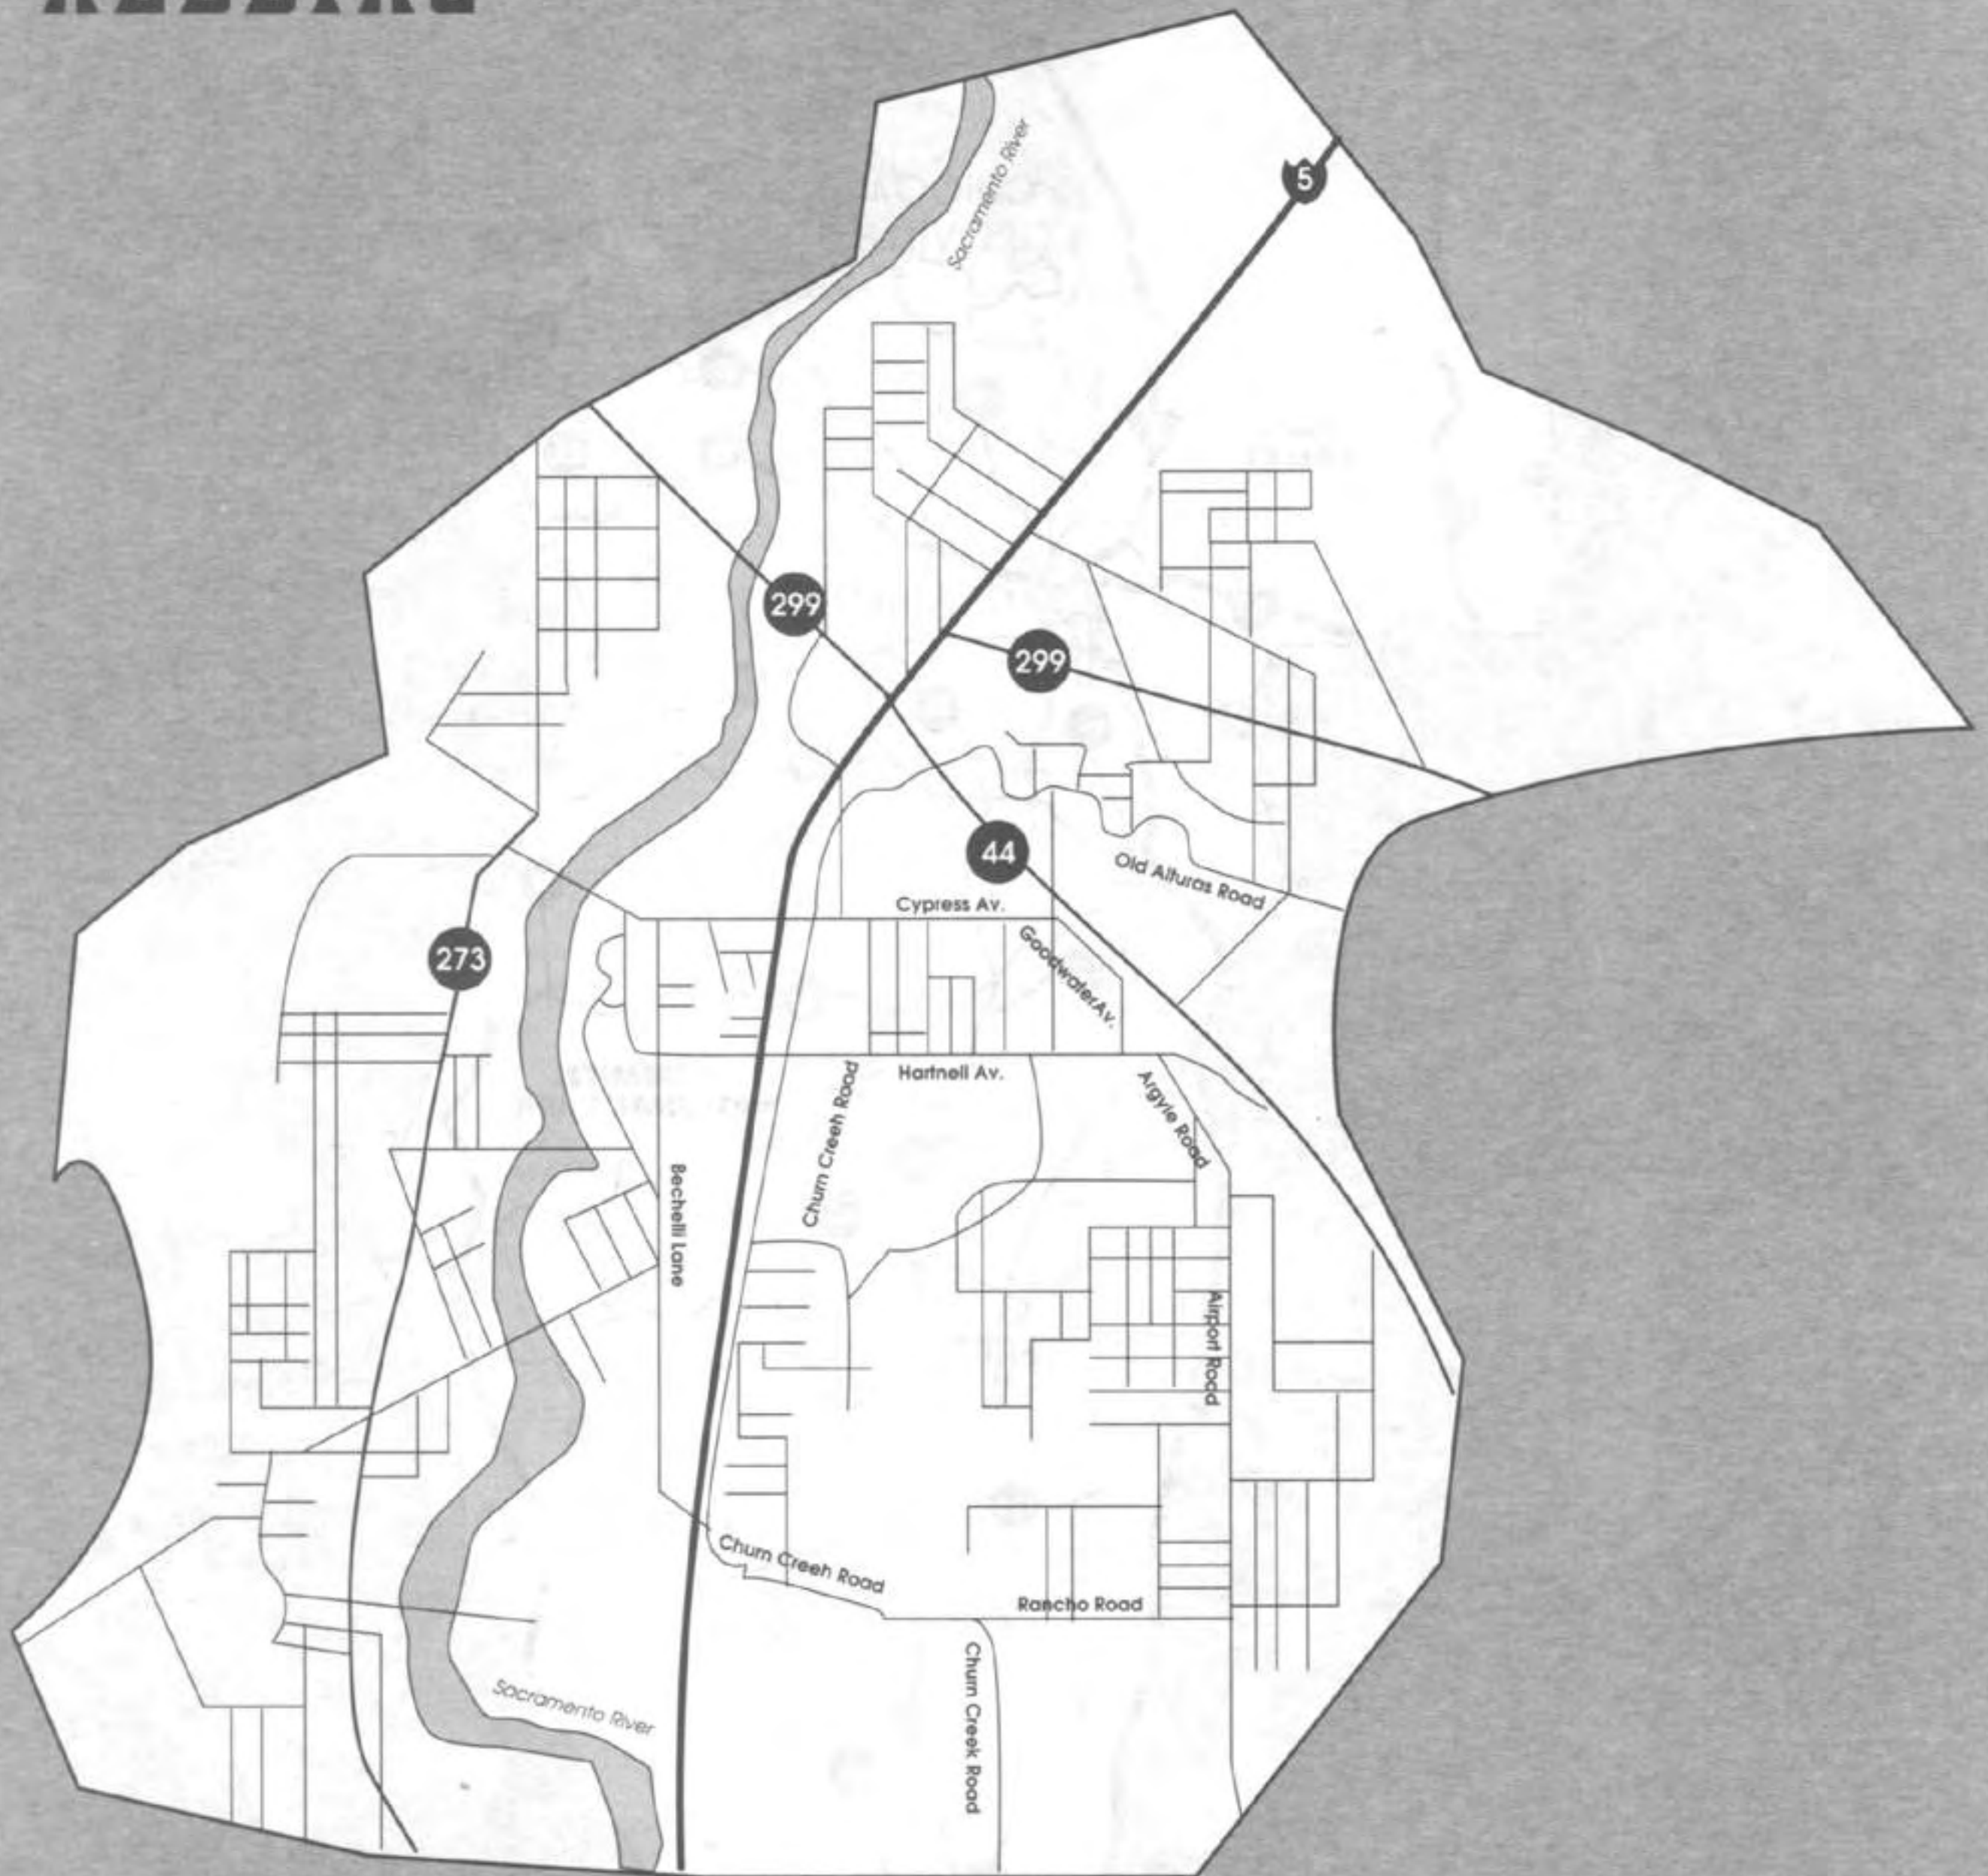 Sacramento River
5
299
299
44
Old Alturas Road
Cypress Av.
Goodwater Av.
273
Hartnell Av.
Argyle Road
Churn Creeh Road
Bechelli Lane
Airport Road
Churn Creeh Road
Rancho Road
Churn Creek Road
Sacramento River